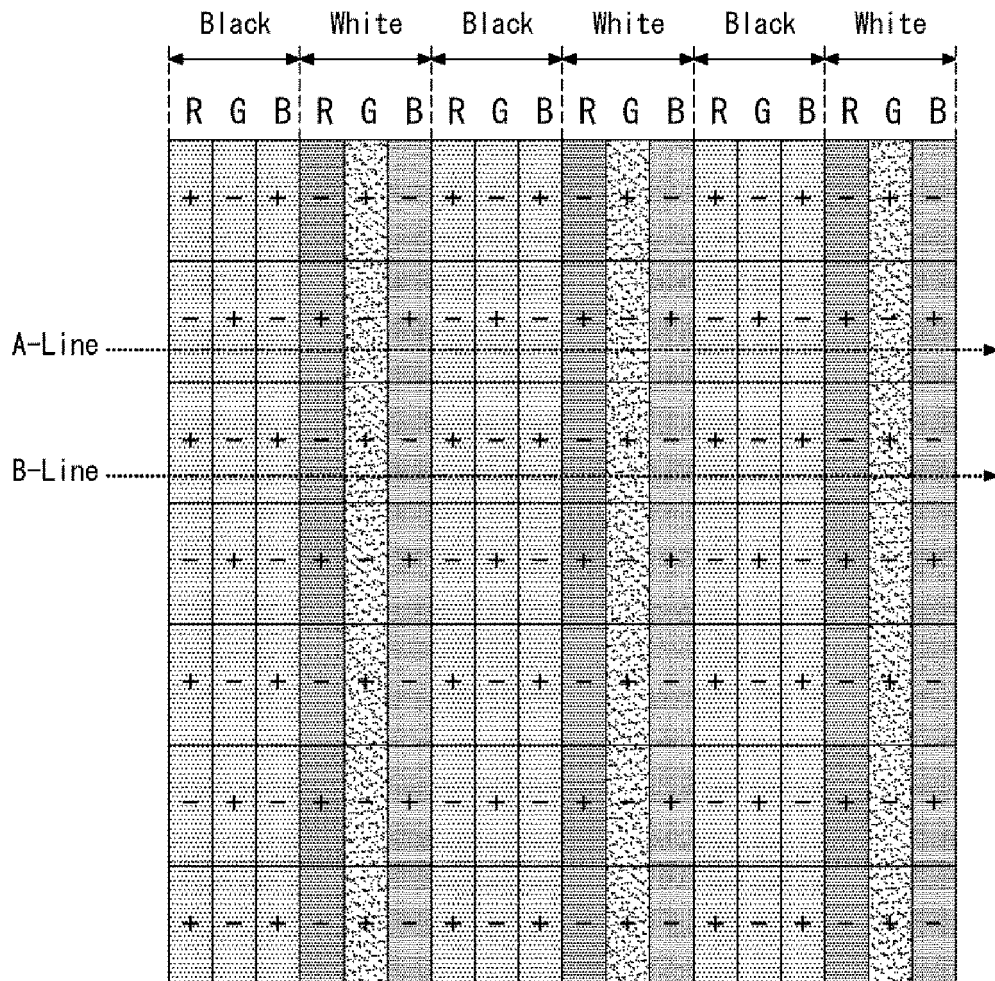 Black White Black White Black White
R G B R G B R G B R G B R G B R G B
+ - + - + - + - + - + - + - + - + -
- + - + - + - + - + - + - + - + - +
A-Line
+ - + - + - + - + - + - + - + - + -
B-Line
- + - + - + - + - + - + - + - + - +
+ - + - + - + - + - + - + - + - + -
- + - + - + - + - + - + - + - + - +
+ - + - + - + - + - + - + - + - + -